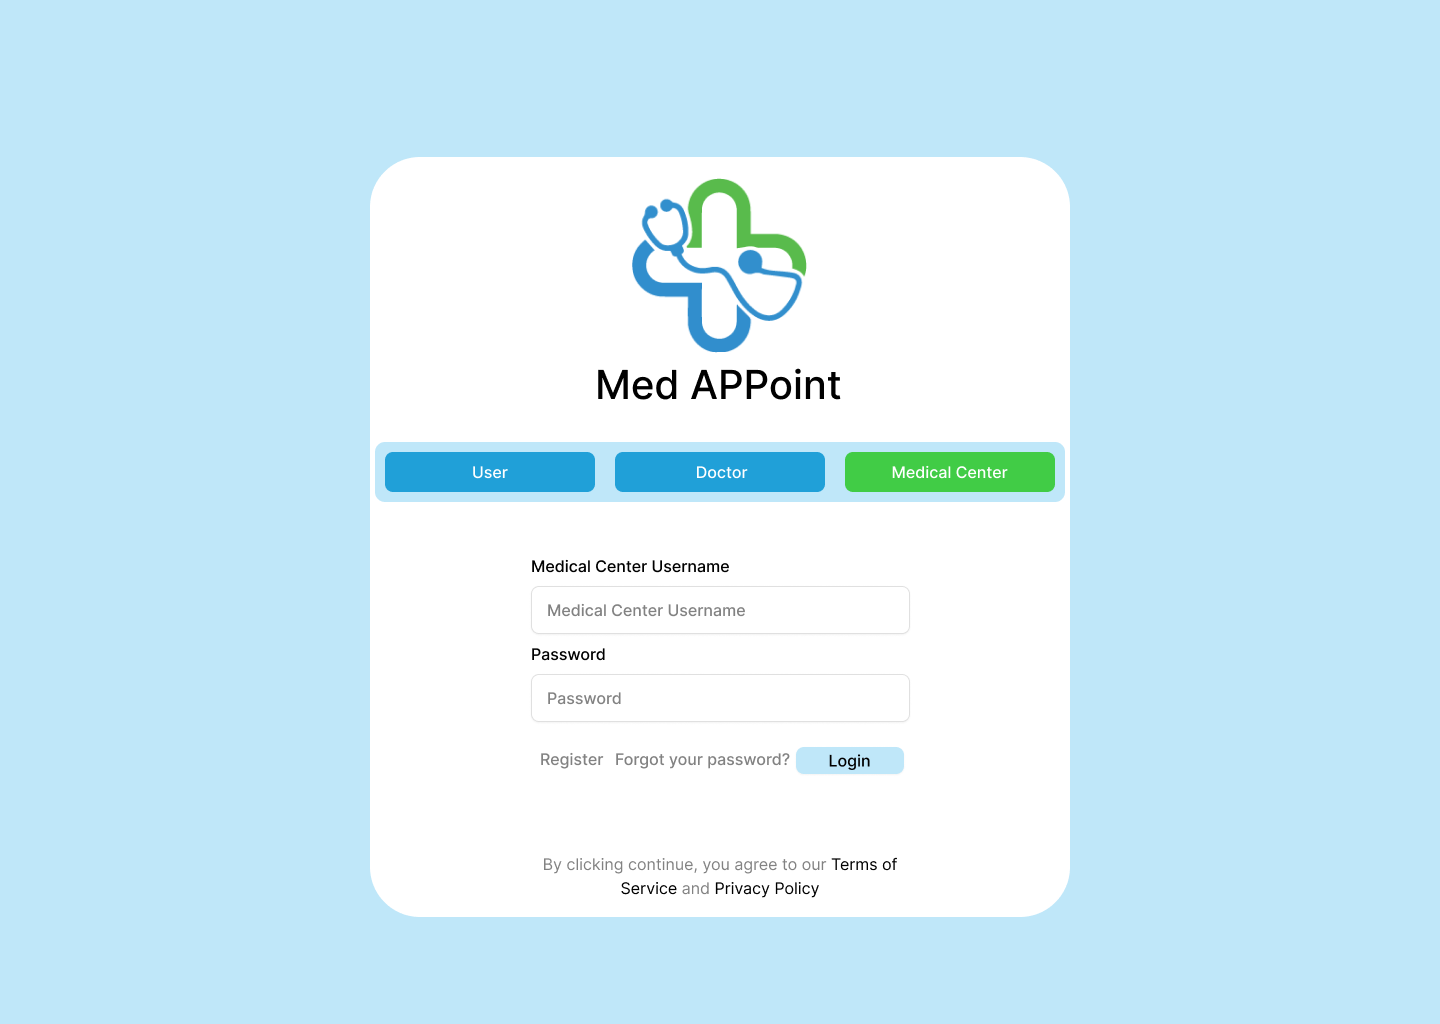 Med APPoint
User
Doctor
Medical Center
Medical Center Username
Medical Center Username
Password
Password
Register
Forgot your password?
Login
By clicking continue, you agree to our Terms of
Service and Privacy Policy